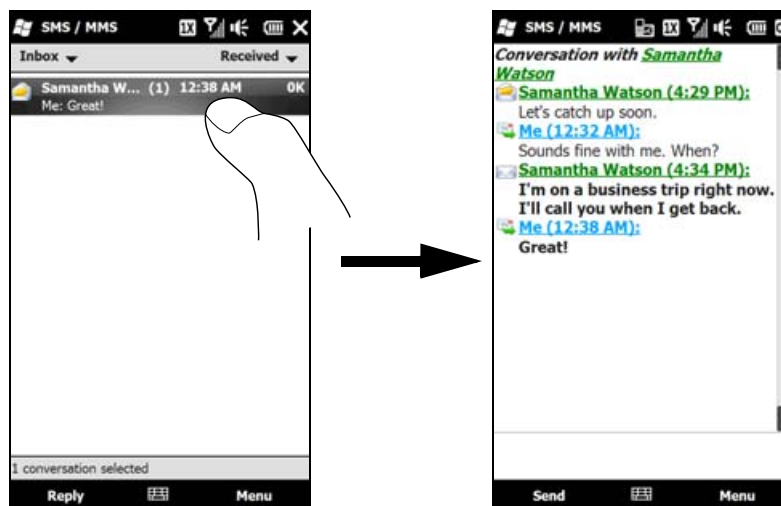 SMS / MMS 1X
Inbox Received
Samantha W... (1) 12:38 AM 0K
Me: Great!
1 conversation selected
Reply Menu
SMS / MMS 1X
Conversation with Samantha
Watson
Samantha Watson (4:29 PM):
Let's catch up soon.
Me (12:32 AM):
Sounds fine with me. When?
Samantha Watson (4:34 PM):
I'm on a business trip right now.
I'll call you when I get back.
Me (12:38 AM):
Great!
Send Menu